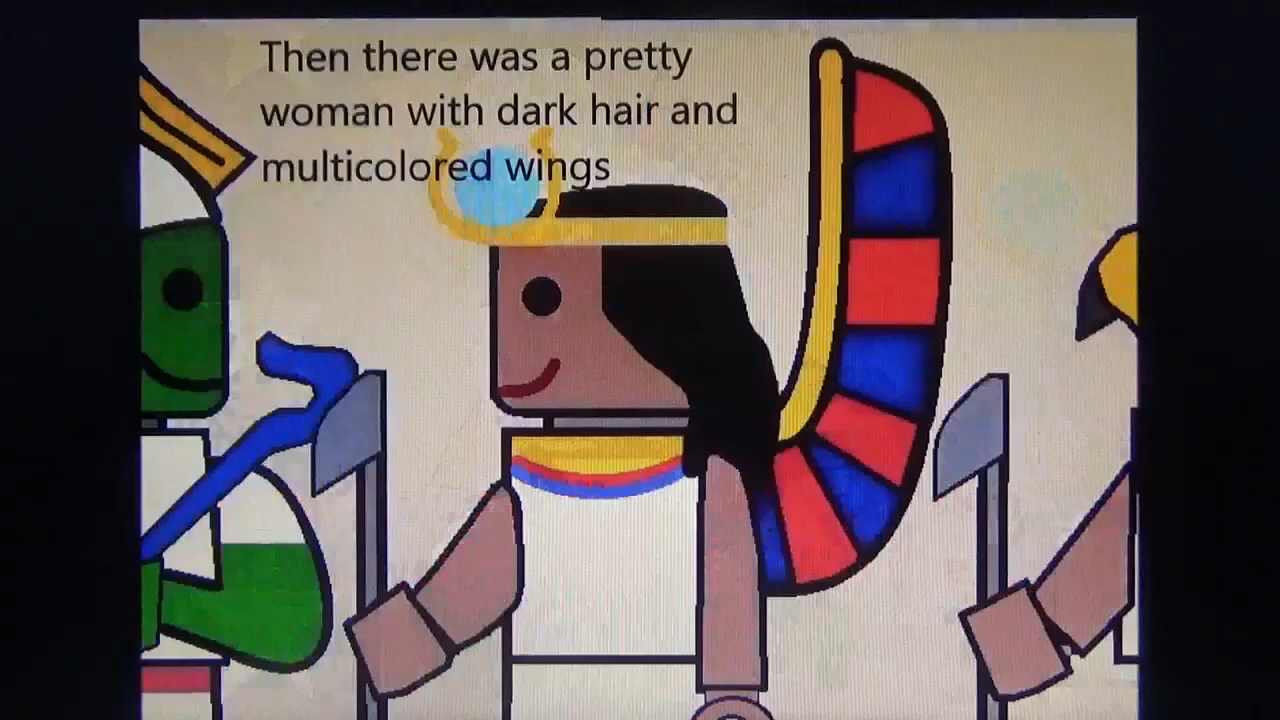 Then there was a pretty
woman with dark hair and
multicolored wings